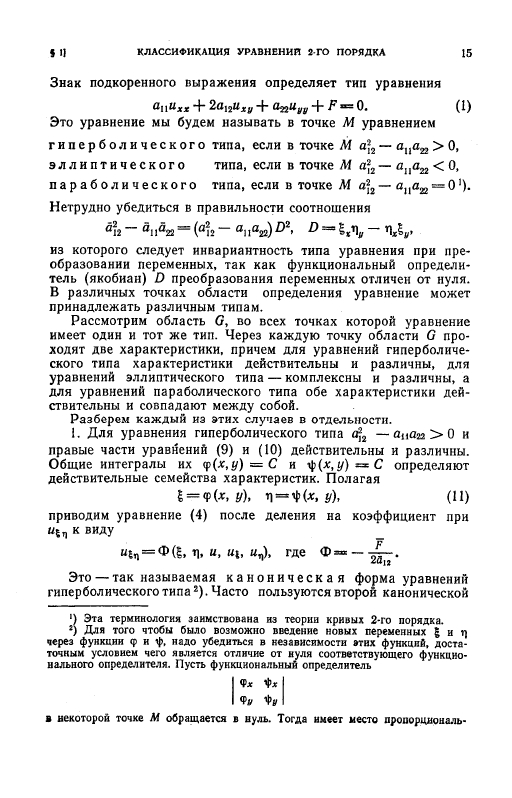 § 1] КЛАССИФИКАЦИЯ УРАВНЕНИЙ 2-ГО ПОРЯДКА 15
Знак подкоренного выражения определяет тип уравнения
a₁₁uₓₓ + 2a₁₂uₓᵧ + a₂₂uᵧᵧ + F = 0. (1)
Это уравнение мы будем называть в точке M уравнением
гиперболического типа, если в точке M a²₁₂ — a₁₁a₂₂ > 0,
эллиптического типа, если в точке M a²₁₂ — a₁₁a₂₂ < 0,
параболического типа, если в точке M a²₁₂ — a₁₁a₂₂ = 0 ¹).
Нетрудно убедиться в правильности соотношения
ā²₁₂ — ā₁₁ā₂₂ = (a²₁₂ — a₁₁a₂₂) D², D = ξₓηᵧ — ηₓξᵧ,
из которого следует инвариантность типа уравнения при пре-
образовании переменных, так как функциональный определи-
тель (якобиан) D преобразования переменных отличен от нуля.
В различных точках области определения уравнение может
принадлежать различным типам.
Рассмотрим область G, во всех точках которой уравнение
имеет один и тот же тип. Через каждую точку области G про-
ходят две характеристики, причем для уравнений гиперболиче-
ского типа характеристики действительны и различны, для
уравнений эллиптического типа — комплексны и различны, а
для уравнений параболического типа обе характеристики дей-
ствительны и совпадают между собой.
Разберем каждый из этих случаев в отдельности.
1. Для уравнения гиперболического типа a²₁₂ — a₁₁a₂₂ > 0 и
правые части уравнений (9) и (10) действительны и различны.
Общие интегралы их φ(x, y) = C и ψ(x, y) = C определяют
действительные семейства характеристик. Полагая
ξ = φ(x, y), η = ψ(x, y), (11)
приводим уравнение (4) после деления на коэффициент при
u_ξη к виду
u_ξη = Φ(ξ, η, u, u_ξ, u_η), где Φ = — F̄ / 2ā₁₂.
Это — так называемая каноническая форма уравнений
гиперболического типа ²). Часто пользуются второй канонической
¹) Эта терминология заимствована из теории кривых 2-го порядка.
²) Для того чтобы было возможно введение новых переменных ξ и η
через функции φ и ψ, надо убедиться в независимости этих функций, доста-
точным условием чего является отличие от нуля соответствующего функцио-
нального определителя. Пусть функциональный определитель
| φₓ ψₓ |
| φᵧ ψᵧ |
в некоторой точке M обращается в нуль. Тогда имеет место пропорциональ-